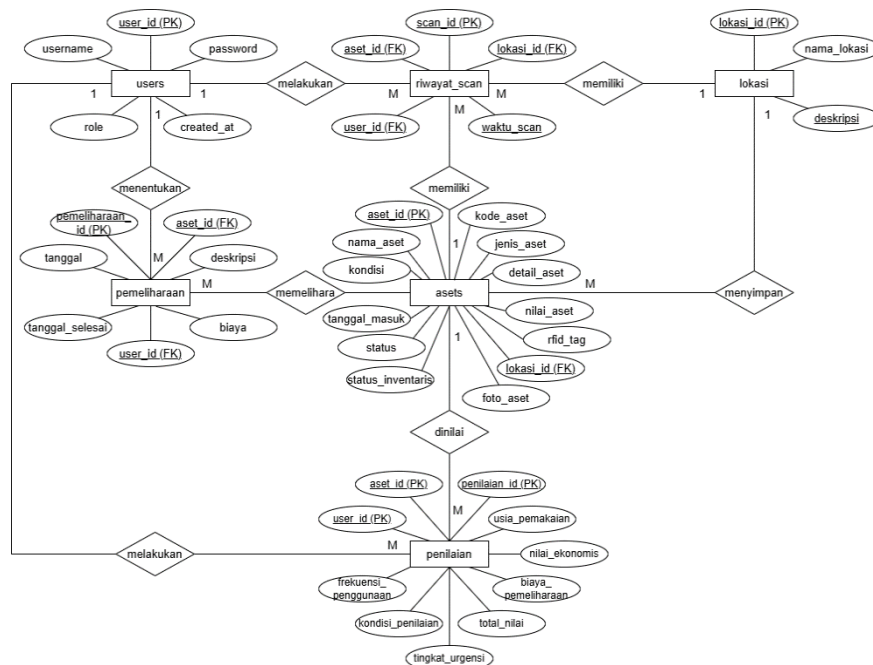 user_id (PK)
username
password
users
1
1
role
1
created_at
melakukan
scan_id (PK)
aset_id (FK)
lokasi_id (FK)
riwayat_scan
M
M
user_id (FK)
M
waktu_scan
memiliki
lokasi_id (PK)
nama_lokasi
lokasi
1
1
deskripsi
menentukan
memiliki
pemeliharaan_
id (PK)
aset_id (FK)
tanggal
M
deskripsi
pemeliharaan
M
tanggal_selesai
biaya
user_id (FK)
memelihara
aset_id (PK)
kode_aset
nama_aset
1
jenis_aset
kondisi
detail_aset
asets
M
tanggal_masuk
nilai_aset
status
1
rfid_tag
lokasi_id (FK)
status_inventaris
foto_aset
menyimpan
dinilai
aset_id (PK)
penilaian_id (PK)
user_id (PK)
M
usia_pemakaian
melakukan
M
penilaian
nilai_ekonomis
frekuensi_
penggunaan
biaya_
pemeliharaan
kondisi_penilaian
total_nilai
tingkat_urgensi